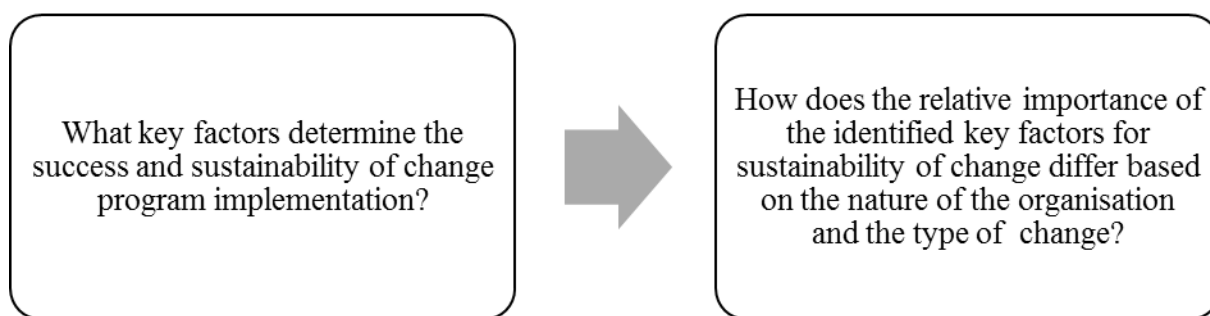 What key factors determine the
success and sustainability of change
program implementation?
How does the relative importance of
the identified key factors for
sustainability of change differ based
on the nature of the organisation
and the type of change?